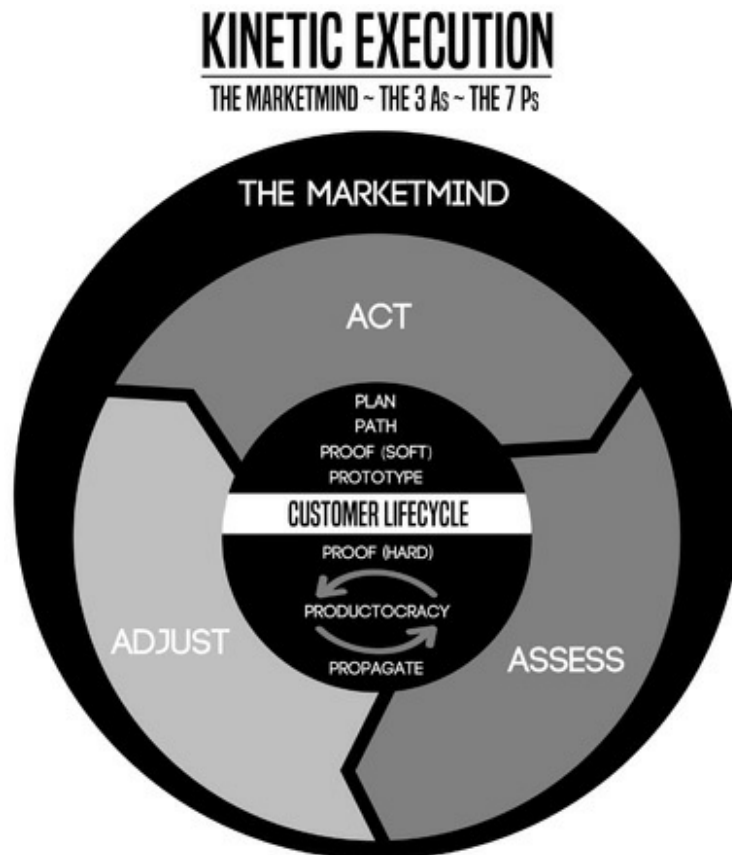 KINETIC EXECUTION
THE MARKETMIND ~ THE 3 As ~ THE 7 Ps
THE MARKETMIND
ACT
PLAN
PATH
PROOF (SOFT)
PROTOTYPE
CUSTOMER LIFECYCLE
PROOF (HARD)
PRODUCTOCRACY
PROPAGATE
ADJUST
ASSESS